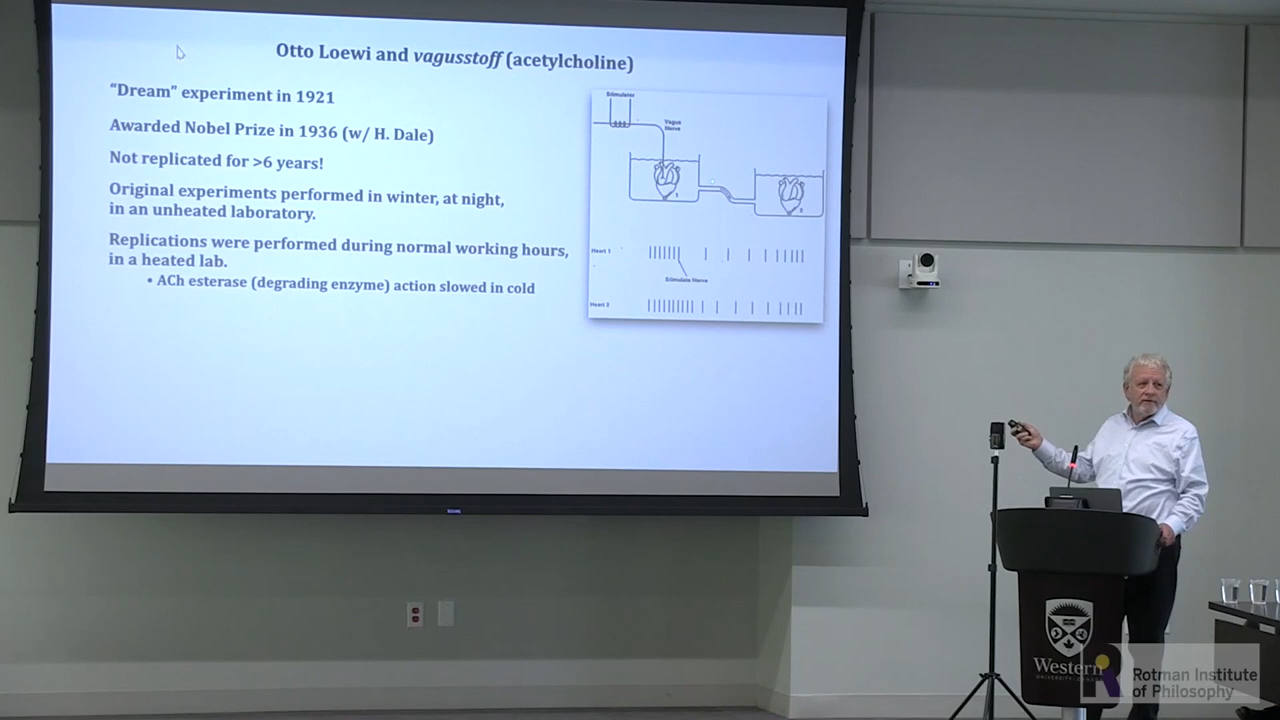 Otto Loewi and vagusstoff (acetylcholine)
“Dream” experiment in 1921
Awarded Nobel Prize in 1936 (w/ H. Dale)
Not replicated for >6 years!
Original experiments performed in winter, at night,
in an unheated laboratory.
Replications were performed during normal working hours,
in a heated lab.
• ACh esterase (degrading enzyme) action slowed in cold
Stimulator
Vagus
Nerve
1
2
Heart 1
Stimulate Nerve
Heart 2
Western
Rotman Institute
of Philosophy